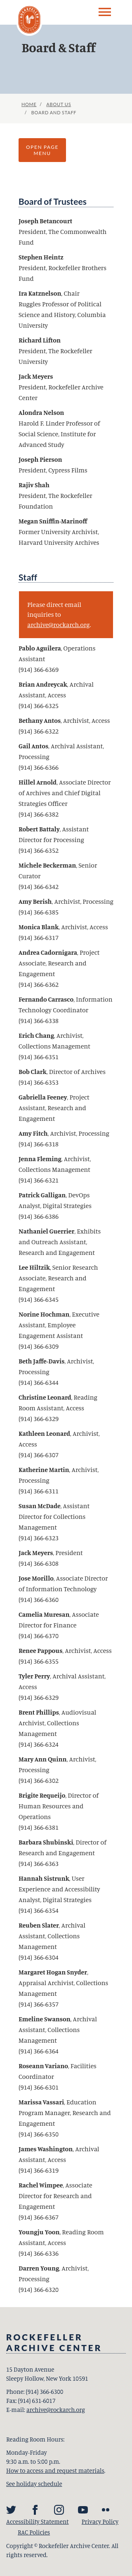 Board & Staff
HOME / ABOUT US
/ BOARD AND STAFF
OPEN PAGE
MENU
Board of Trustees
Joseph Betancourt
President, The Commonwealth
Fund
Stephen Heintz
President, Rockefeller Brothers
Fund
Ira Katznelson, Chair
Ruggles Professor of Political
Science and History, Columbia
University
Richard Lifton
President, The Rockefeller
University
Jack Meyers
President, Rockefeller Archive
Center
Alondra Nelson
Harold F. Linder Professor of
Social Science, Institute for
Advanced Study
Joseph Pierson
President, Cypress Films
Rajiv Shah
President, The Rockefeller
Foundation
Megan Sniffin-Marinoff
Former University Archivist,
Harvard University Archives
Staff
Please direct email
inquiries to
archive@rockarch.org.
Pablo Aguilera, Operations
Assistant
(914) 366-6369
Brian Andreycak, Archival
Assistant, Access
(914) 366-6325
Bethany Antos, Archivist, Access
(914) 366-6322
Gail Antos, Archival Assistant,
Processing
(914) 366-6366
Hillel Arnold, Associate Director
of Archives and Chief Digital
Strategies Officer
(914) 366-6382
Robert Battaly, Assistant
Director for Processing
(914) 366-6352
Michele Beckerman, Senior
Curator
(914) 366-6342
Amy Berish, Archivist, Processing
(914) 366-6385
Monica Blank, Archivist, Access
(914) 366-6317
Andrea Cadornigara, Project
Associate, Research and
Engagement
(914) 366-6362
Fernando Carrasco, Information
Technology Coordinator
(914) 366-6338
Erich Chang, Archivist,
Collections Management
(914) 366-6351
Bob Clark, Director of Archives
(914) 366-6353
Gabriella Feeney, Project
Assistant, Research and
Engagement
Amy Fitch, Archivist, Processing
(914) 366-6318
Jenna Fleming, Archivist,
Collections Management
(914) 366-6321
Patrick Galligan, DevOps
Analyst, Digital Strategies
(914) 366-6386
Nathaniel Guerrier, Exhibits
and Outreach Assistant,
Research and Engagement
Lee Hiltzik, Senior Research
Associate, Research and
Engagement
(914) 366-6345
Norine Hochman, Executive
Assistant, Employee
Engagement Assistant
(914) 366-6309
Beth Jaffe-Davis, Archivist,
Processing
(914) 366-6344
Christine Leonard, Reading
Room Assistant, Access
(914) 366-6329
Kathleen Leonard, Archivist,
Access
(914) 366-6307
Katherine Martin, Archivist,
Processing
(914) 366-6311
Susan McDade, Assistant
Director for Collections
Management
(914) 366-6323
Jack Meyers, President
(914) 366-6308
Jose Morillo, Associate Director
of Information Technology
(914) 366-6360
Camelia Muresan, Associate
Director for Finance
(914) 366-6370
Renee Pappous, Archivist, Access
(914) 366-6355
Tyler Perry, Archival Assistant,
Access
(914) 366-6329
Brent Phillips, Audiovisual
Archivist, Collections
Management
(914) 366-6324
Mary Ann Quinn, Archivist,
Processing
(914) 366-6302
Brigite Requeijo, Director of
Human Resources and
Operations
(914) 366-6381
Barbara Shubinski, Director of
Research and Engagement
(914) 366-6363
Hannah Sistrunk, User
Experience and Accessibility
Analyst, Digital Strategies
(914) 366-6354
Reuben Slater, Archival
Assistant, Collections
Management
(914) 366-6304
Margaret Hogan Snyder,
Appraisal Archivist, Collections
Management
(914) 366-6357
Emeline Swanson, Archival
Assistant, Collections
Management
(914) 366-6364
Roseann Variano, Facilities
Coordinator
(914) 366-6301
Marissa Vassari, Education
Program Manager, Research and
Engagement
(914) 366-6350
James Washington, Archival
Assistant, Access
(914) 366-6319
Rachel Wimpee, Associate
Director for Research and
Engagement
(914) 366-6367
Youngju Yoon, Reading Room
Assistant, Access
(914) 366-6336
Darren Young, Archivist,
Processing
(914) 366-6320
ROCKEFELLER
ARCHIVE CENTER
15 Dayton Avenue
Sleepy Hollow, New York 10591
Phone: (914) 366-6300
Fax: (914) 631-6017
E-Mail: archive@rockarch.org
Reading Room Hours:
Monday-Friday
9:30 a.m. to 5:00 p.m.
How to access and request materials.
See holiday schedule
Accessibility Statement Privacy Policy
RAC Policies
Copyright © Rockefeller Archive Center. All
rights reserved.